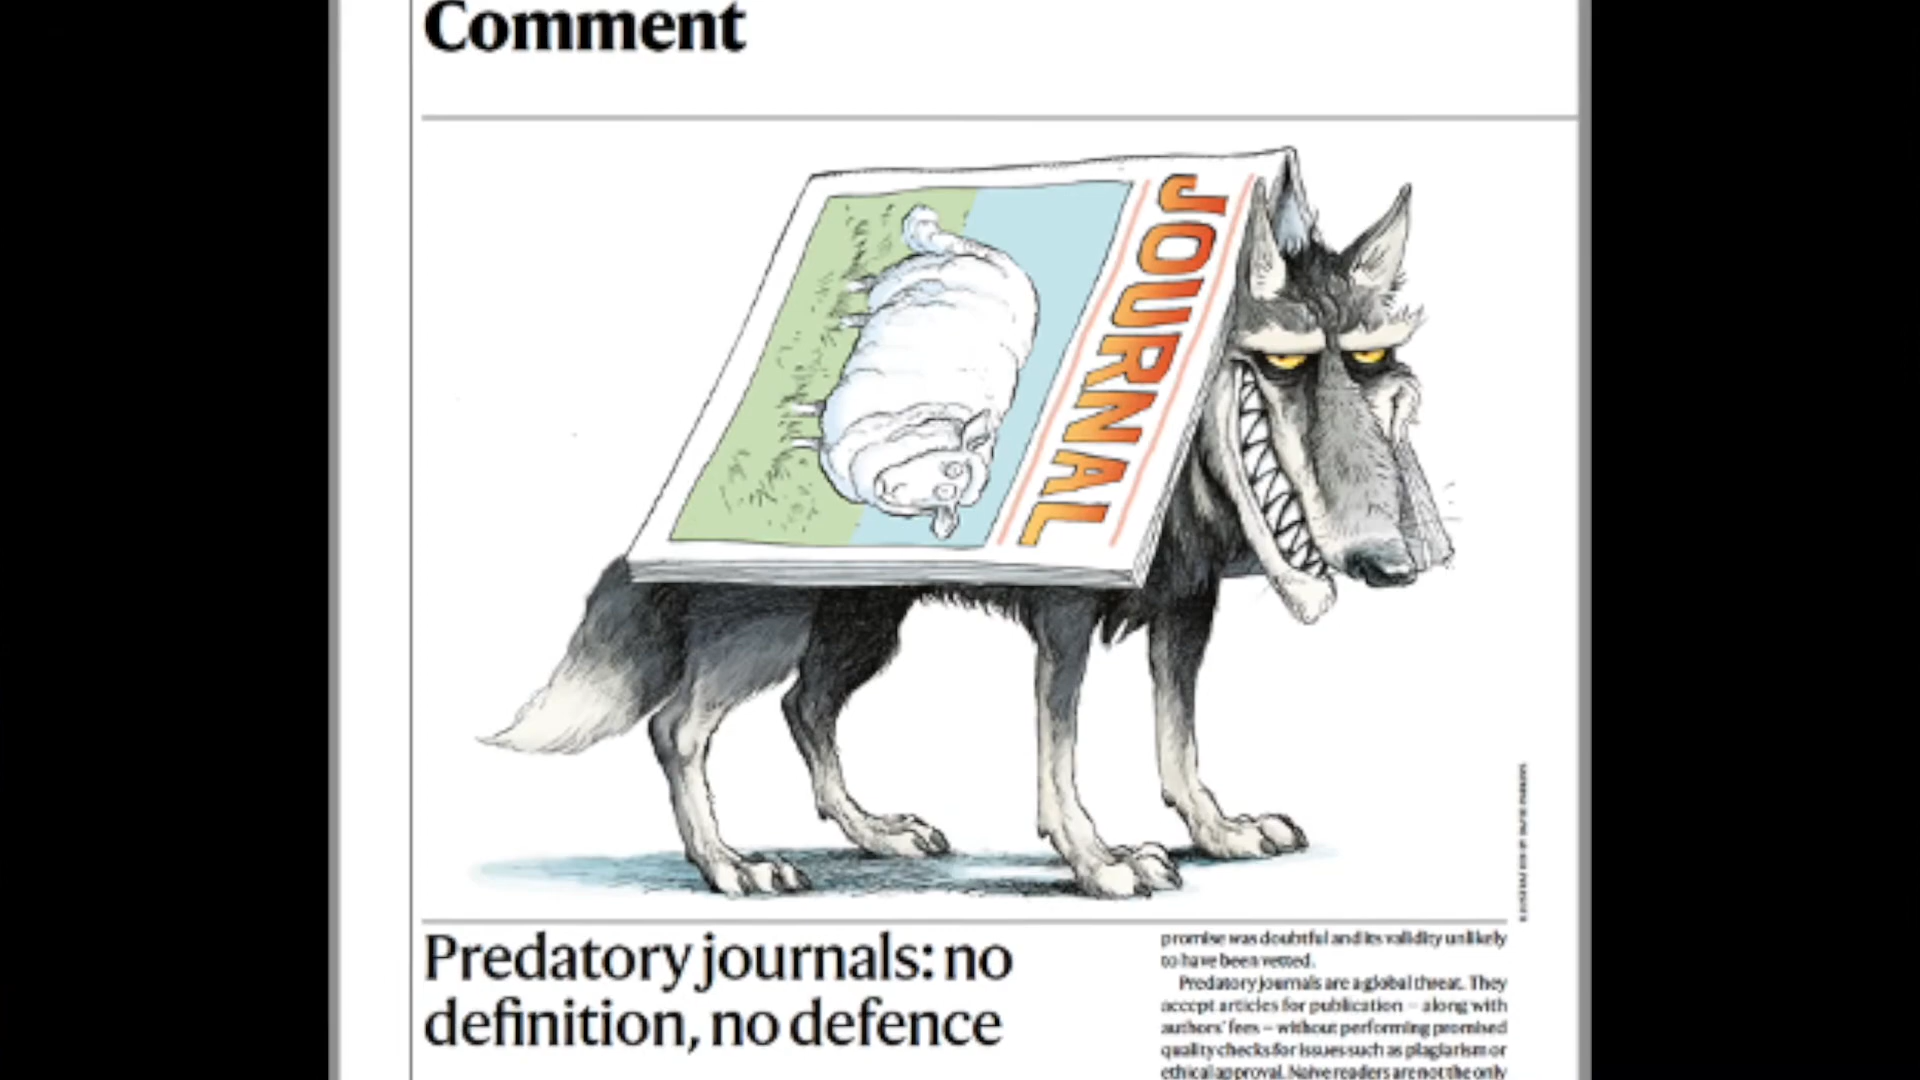 Comment
JOURNAL
Predatory journals: no
definition, no defence
promise was doubtful and its validity unlikely
to have been vetted.
Predatory journals are a global threat. They
accept articles for publication — along with
authors' fees — without performing promised
quality checks for issues such as plagiarism or
ethical approval. Naive readers are not the only